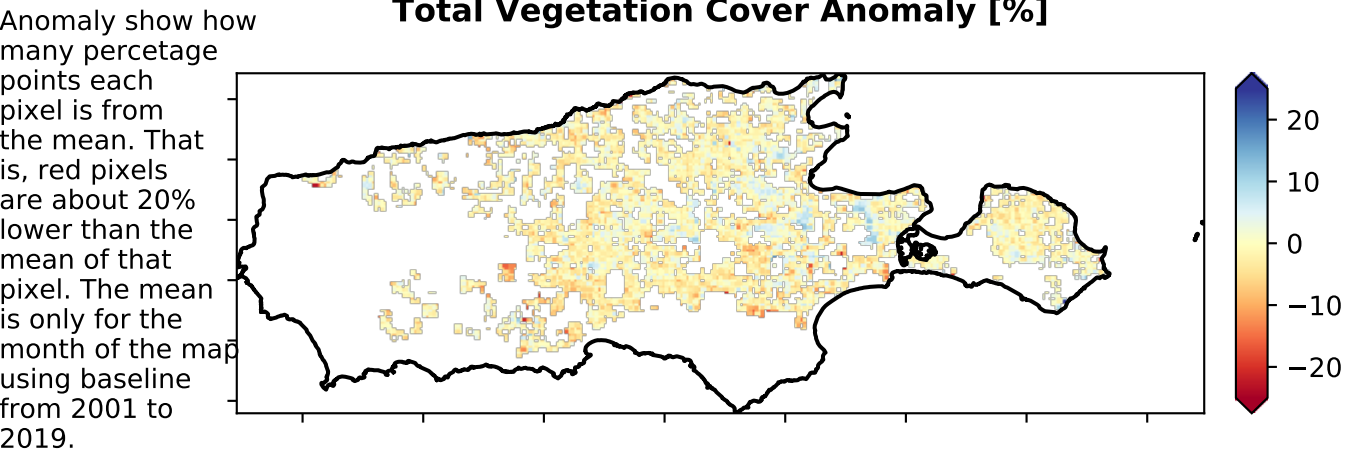 Total Vegetation Cover Anomaly [%]
Anomaly show how
many percetage
points each
pixel is from
the mean. That
is, red pixels
are about 20%
lower than the
mean of that
pixel. The mean
is only for the
month of the map
using baseline
from 2001 to
2019.
20
10
0
−10
−20